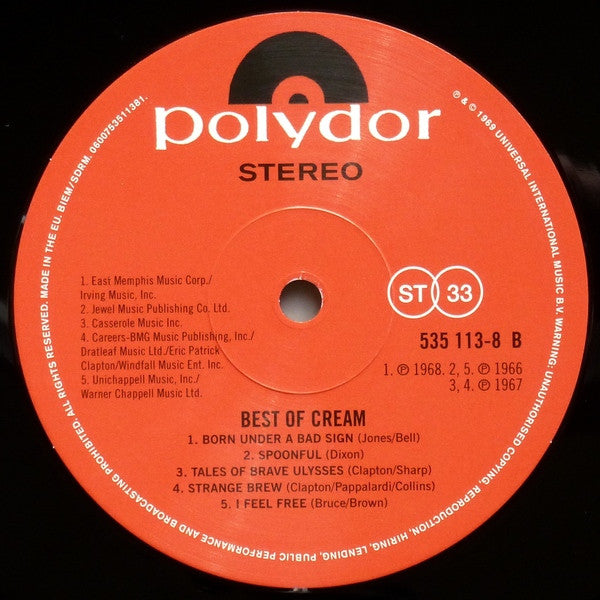 polydor
STEREO
1. East Memphis Music Corp./
Irving Music, Inc.
2. Jewel Music Publishing Co. Ltd.
3. Casserole Music Inc.
4. Careers-BMG Music Publishing, Inc./
Dratleaf Music Ltd./Eric Patrick
Clapton/Windfall Music Ent. Inc.
5. Unichappell Music, Inc./
Warner Chappell Music Ltd.
ST 33
535 113-8 B
1. ℗ 1968. 2, 5. ℗ 1966
3, 4. ℗ 1967
BEST OF CREAM
1. BORN UNDER A BAD SIGN (Jones/Bell)
2. SPOONFUL (Dixon)
3. TALES OF BRAVE ULYSSES (Clapton/Sharp)
4. STRANGE BREW (Clapton/Pappalardi/Collins)
5. I FEEL FREE (Bruce/Brown)
℗ & © 1969 UNIVERSAL INTERNATIONAL MUSIC B.V. WARNING: UNAUTHORISED COPYING, REPRODUCTION, HIRING, LENDING, PUBLIC PERFORMANCE AND BROADCASTING PROHIBITED. ALL RIGHTS RESERVED. MADE IN THE EU. BIEM/SDRM. 0600753511381.